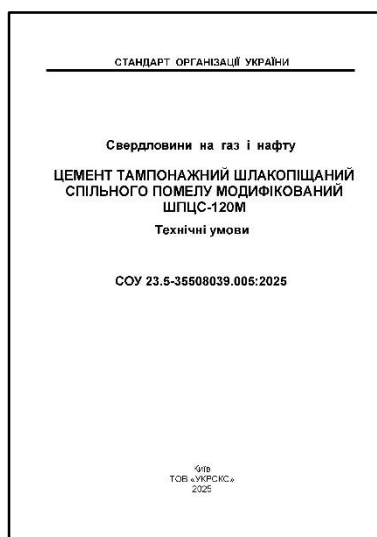 СТАНДАРТ ОРГАНІЗАЦІЇ УКРАЇНИ
Свердловини на газ і нафту
ЦЕМЕНТ ТАМПОНАЖНИЙ ШЛАКОПІЩАНИЙ
СПІЛЬНОГО ПОМЕЛУ МОДИФІКОВАНИЙ
ШПЦС-120М
Технічні умови
СОУ 23.5-35508039.005:2025
Київ
ТОВ «УКРСКС»
2025